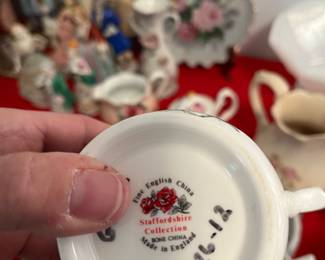 Fine English China
Staffordshire
Collection
BONE CHINA
Made in England